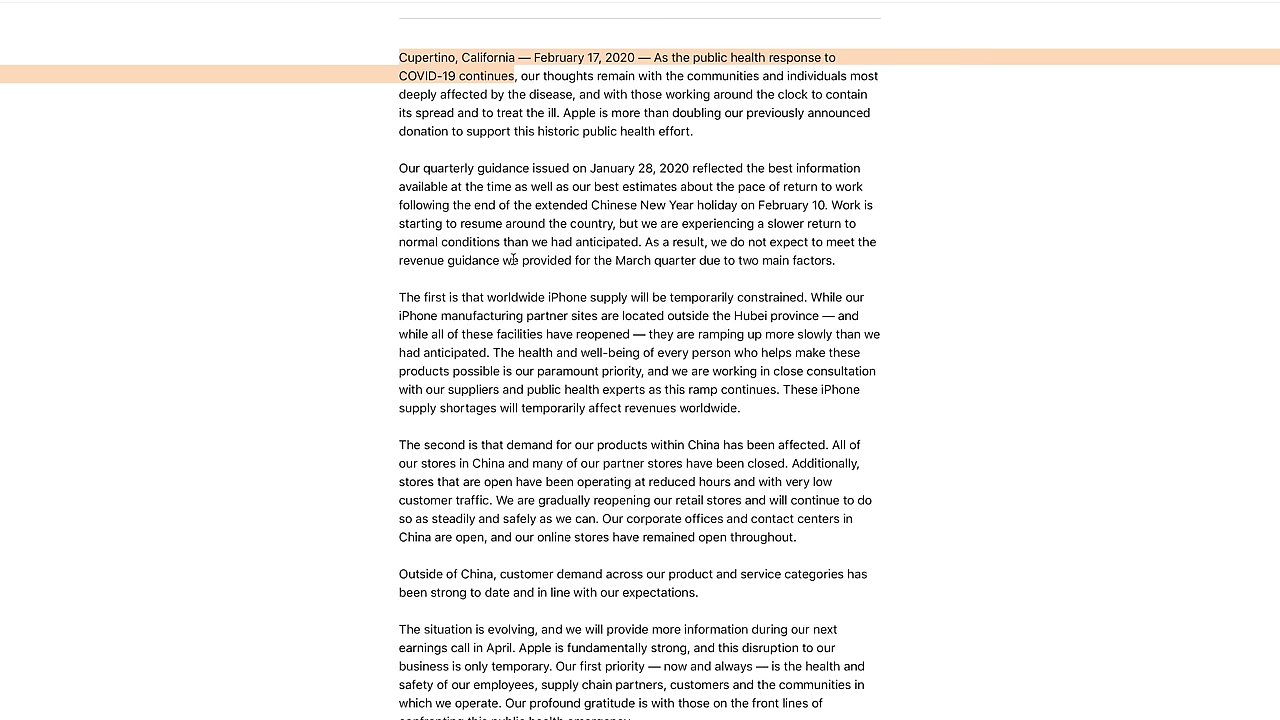 Cupertino, California — February 17, 2020 — As the public health response to
COVID-19 continues, our thoughts remain with the communities and individuals most
deeply affected by the disease, and with those working around the clock to contain
its spread and to treat the ill. Apple is more than doubling our previously announced
donation to support this historic public health effort.
Our quarterly guidance issued on January 28, 2020 reflected the best information
available at the time as well as our best estimates about the pace of return to work
following the end of the extended Chinese New Year holiday on February 10. Work is
starting to resume around the country, but we are experiencing a slower return to
normal conditions than we had anticipated. As a result, we do not expect to meet the
revenue guidance we provided for the March quarter due to two main factors.
The first is that worldwide iPhone supply will be temporarily constrained. While our
iPhone manufacturing partner sites are located outside the Hubei province — and
while all of these facilities have reopened — they are ramping up more slowly than we
had anticipated. The health and well-being of every person who helps make these
products possible is our paramount priority, and we are working in close consultation
with our suppliers and public health experts as this ramp continues. These iPhone
supply shortages will temporarily affect revenues worldwide.
The second is that demand for our products within China has been affected. All of
our stores in China and many of our partner stores have been closed. Additionally,
stores that are open have been operating at reduced hours and with very low
customer traffic. We are gradually reopening our retail stores and will continue to do
so as steadily and safely as we can. Our corporate offices and contact centers in
China are open, and our online stores have remained open throughout.
Outside of China, customer demand across our product and service categories has
been strong to date and in line with our expectations.
The situation is evolving, and we will provide more information during our next
earnings call in April. Apple is fundamentally strong, and this disruption to our
business is only temporary. Our first priority — now and always — is the health and
safety of our employees, supply chain partners, customers and the communities in
which we operate. Our profound gratitude is with those on the front lines of
confronting this public health emergency.